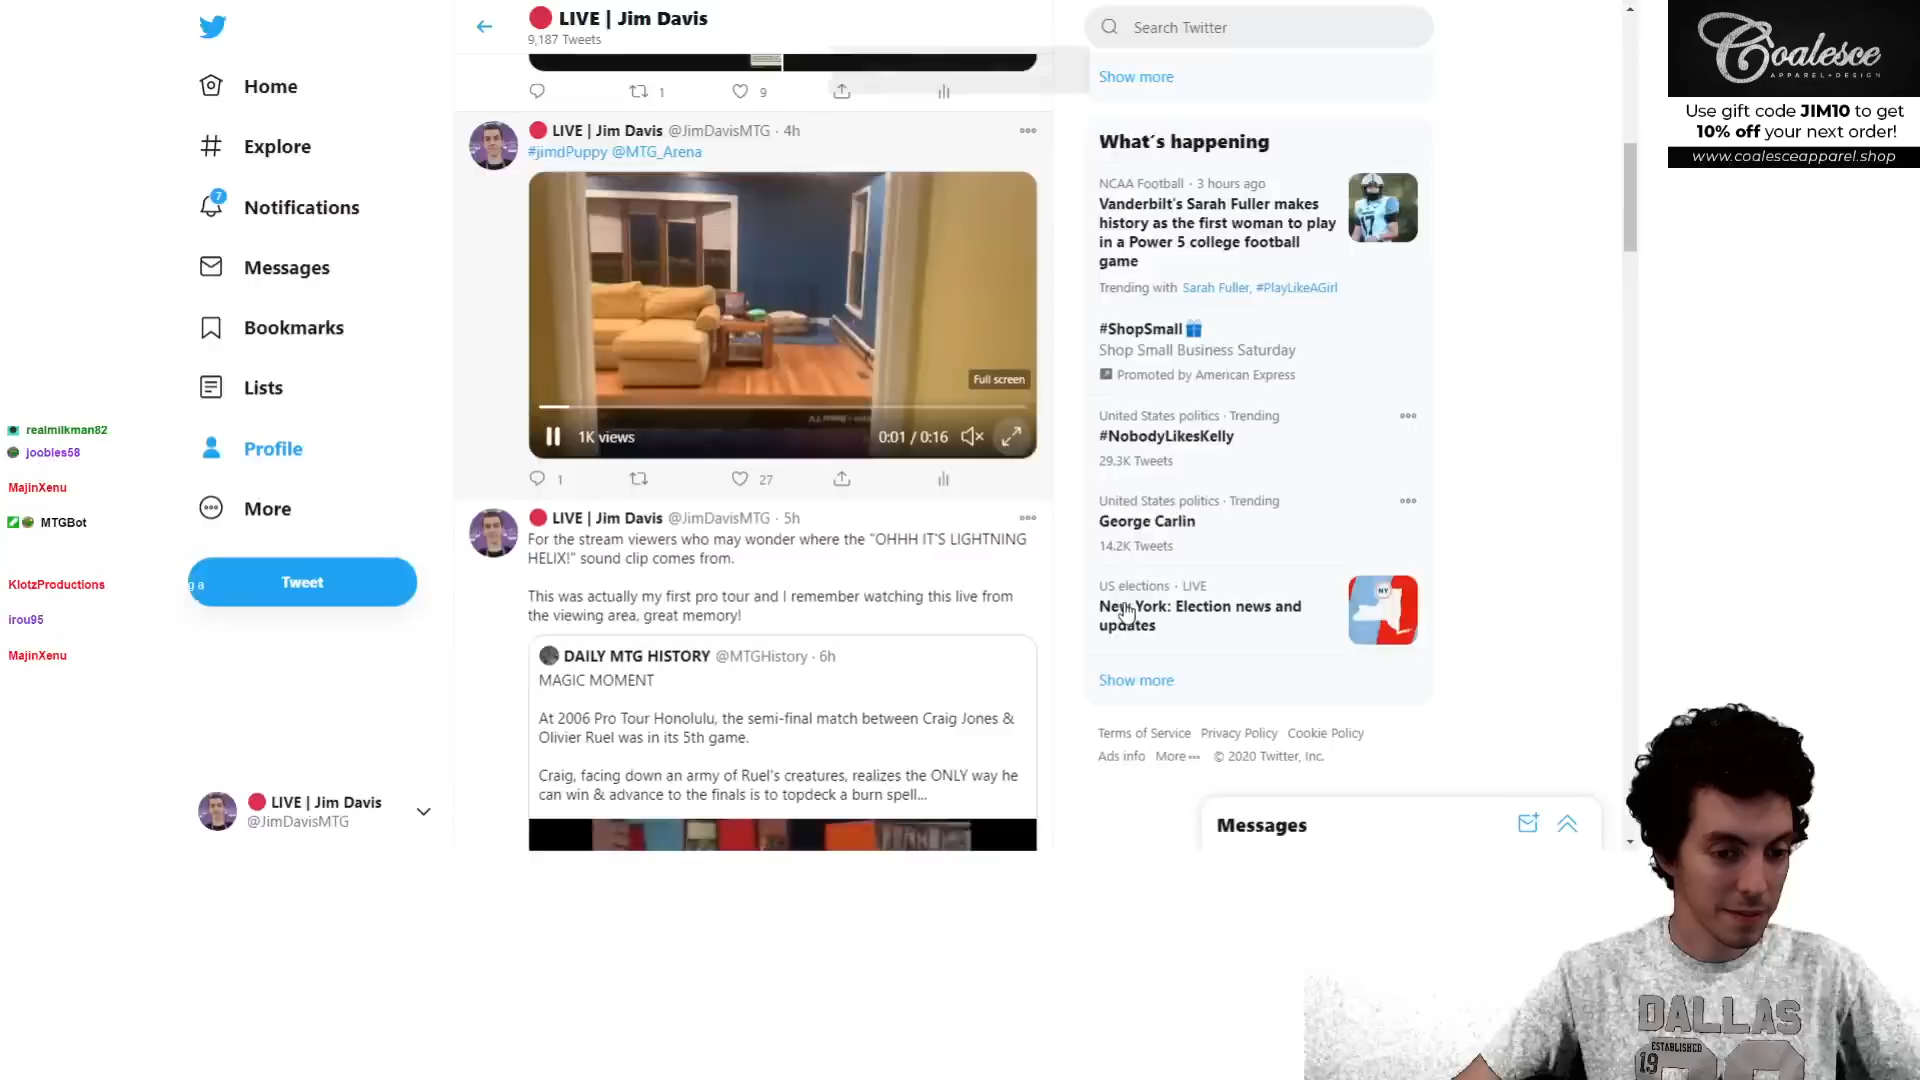 Home
Explore
7
Notifications
Messages
Bookmarks
Lists
Profile
More
Tweet
realmilkman82
joobles58
MajinXenu
MTGBot
KlotzProductions
g a
irou95
MajinXenu
LIVE | Jim Davis
@JimDavisMTG
LIVE | Jim Davis
9,187 Tweets
1
9
LIVE | Jim Davis @JimDavisMTG · 4h
#jimdPuppy @MTG_Arena
Full screen
1K views
0:01 / 0:16
1
27
LIVE | Jim Davis @JimDavisMTG · 5h
For the stream viewers who may wonder where the "OHHH IT'S LIGHTNING
HELIX!" sound clip comes from.
This was actually my first pro tour and I remember watching this live from
the viewing area, great memory!
DAILY MTG HISTORY @MTGHistory · 6h
MAGIC MOMENT
At 2006 Pro Tour Honolulu, the semi-final match between Craig Jones &
Olivier Ruel was in its 5th game.
Craig, facing down an army of Ruel's creatures, realizes the ONLY way he
can win & advance to the finals is to topdeck a burn spell...
Search Twitter
Show more
What's happening
NCAA Football · 3 hours ago
Vanderbilt's Sarah Fuller makes
history as the first woman to play
in a Power 5 college football
game
Trending with Sarah Fuller, #PlayLikeAGirl
17
#ShopSmall
Shop Small Business Saturday
Promoted by American Express
United States politics · Trending
#NobodyLikesKelly
29.3K Tweets
United States politics · Trending
George Carlin
14.2K Tweets
US elections · LIVE
New York: Election news and
updates
NY
Show more
Terms of Service Privacy Policy Cookie Policy
Ads info More © 2020 Twitter, Inc.
Messages
Coalesce
APPAREL+DESIGN
Use gift code JIM10 to get
10% off your next order!
www.coalesceapparel.shop
DALLAS
ESTABLISHED
19